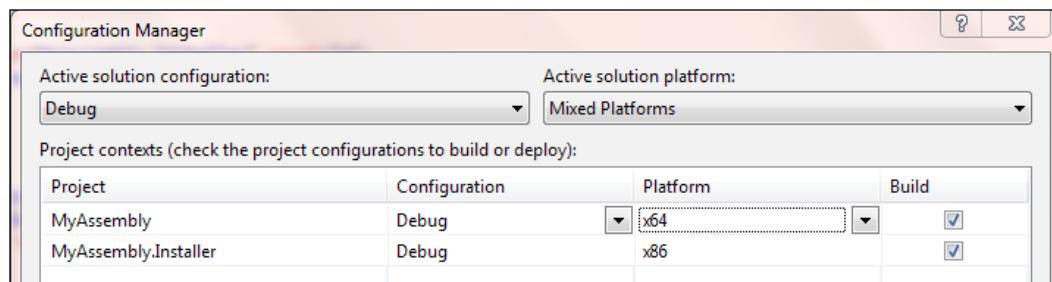 Configuration Manager
Active solution configuration: Active solution platform:
Debug Mixed Platforms
Project contexts (check the project configurations to build or deploy):
Project Configuration Platform Build
MyAssembly Debug x64
MyAssembly.Installer Debug x86